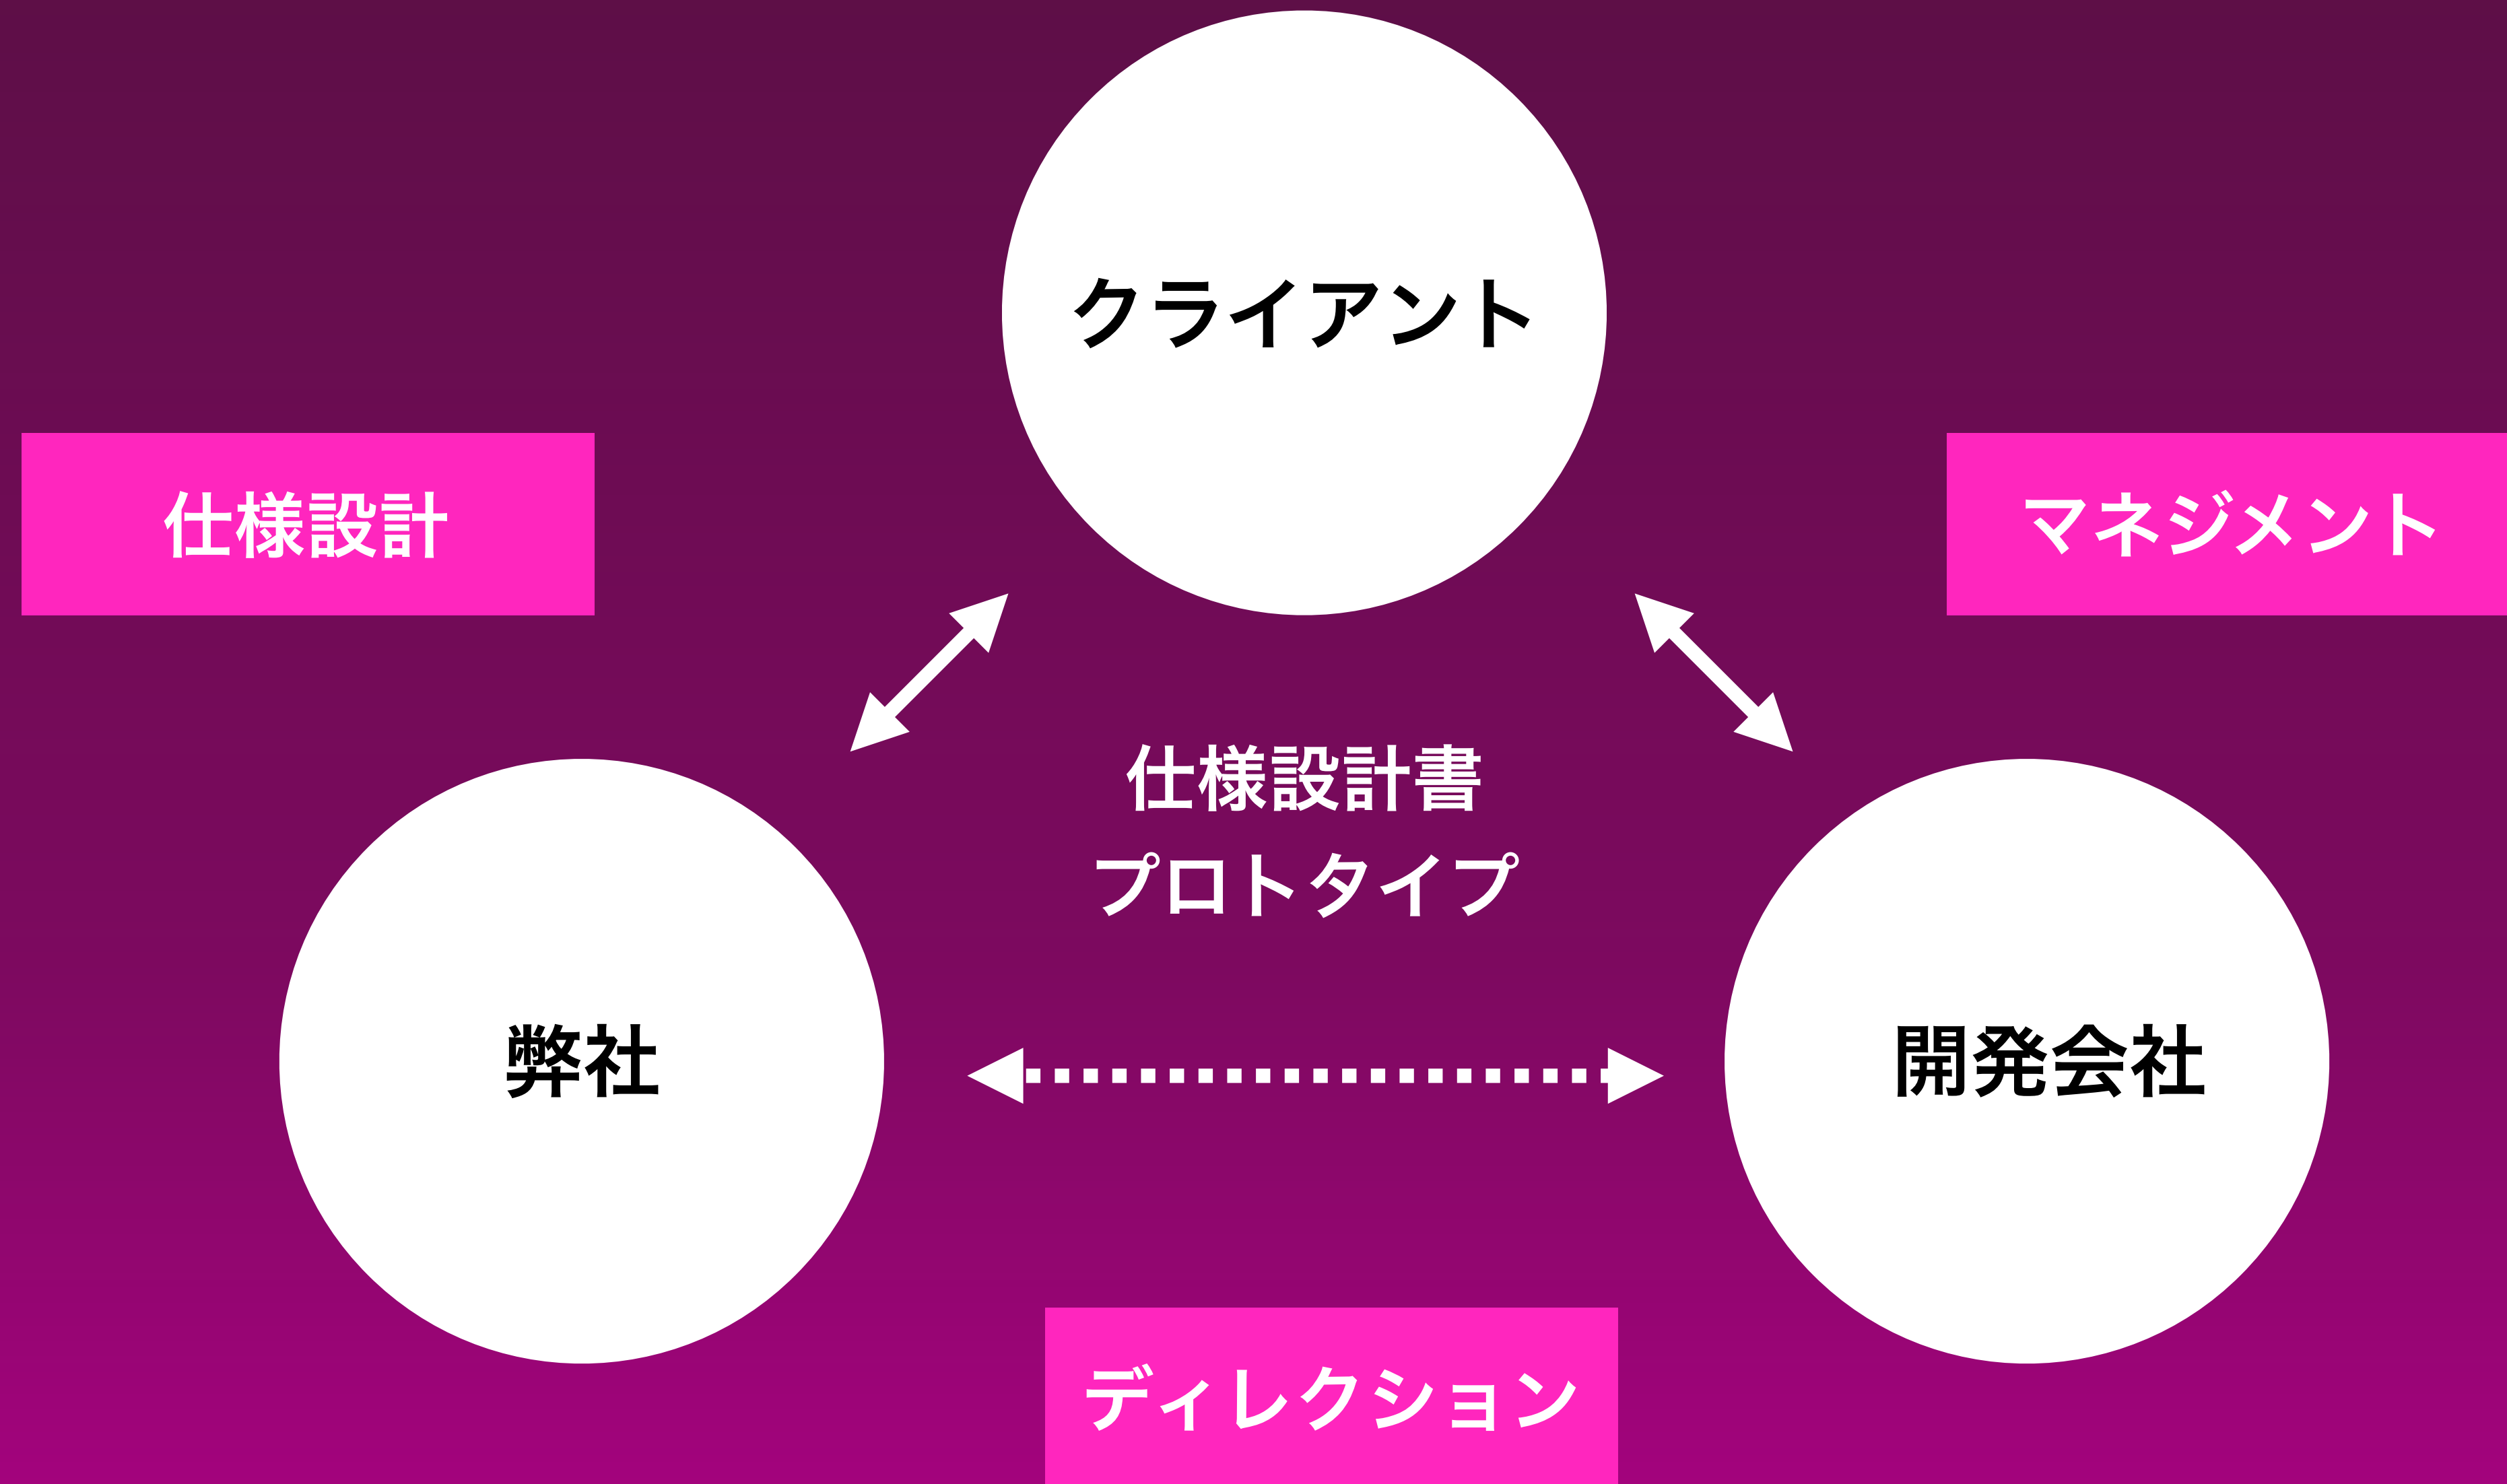 クライアント
仕様設計
マネジメント
仕様設計書
プロトタイプ
弊社
開発会社
ディレクション